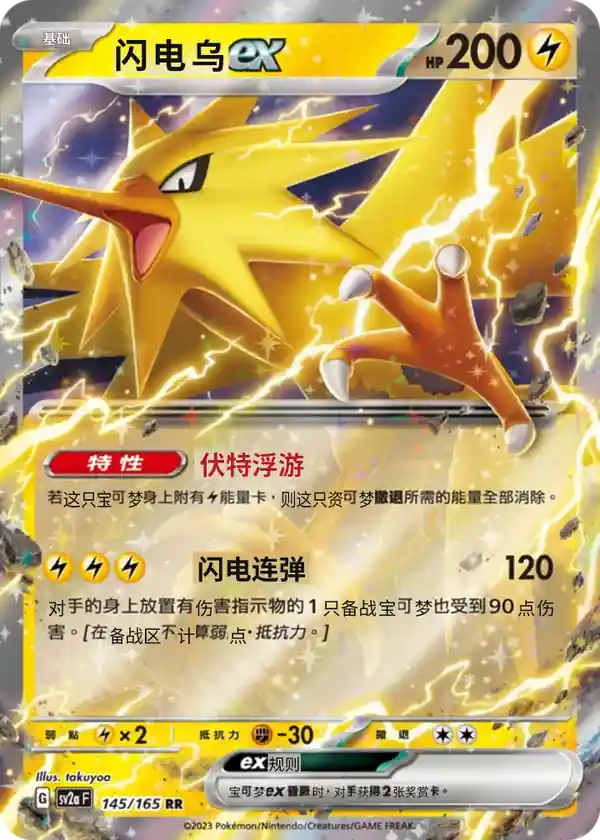 基础
闪电乌ex
HP 200
特性 伏特浮游
若这只宝可梦身上附有能量卡,则这只资可梦撤退所需的能量全部消除。
闪电连弹 120
对手的身上放置有伤害指示物的1只备战宝可梦也受到90点伤
害。[在备战区不计算弱点·抵抗力。]
弱点 ×2 抵抗力 -30 撤退
ex规则
宝可梦ex昏厥时,对手获得2张奖赏卡。
Illus. takuyoa
G sv2a F 145/165 RR
©2023 Pokémon/Nintendo/Creatures/GAME FREAK.